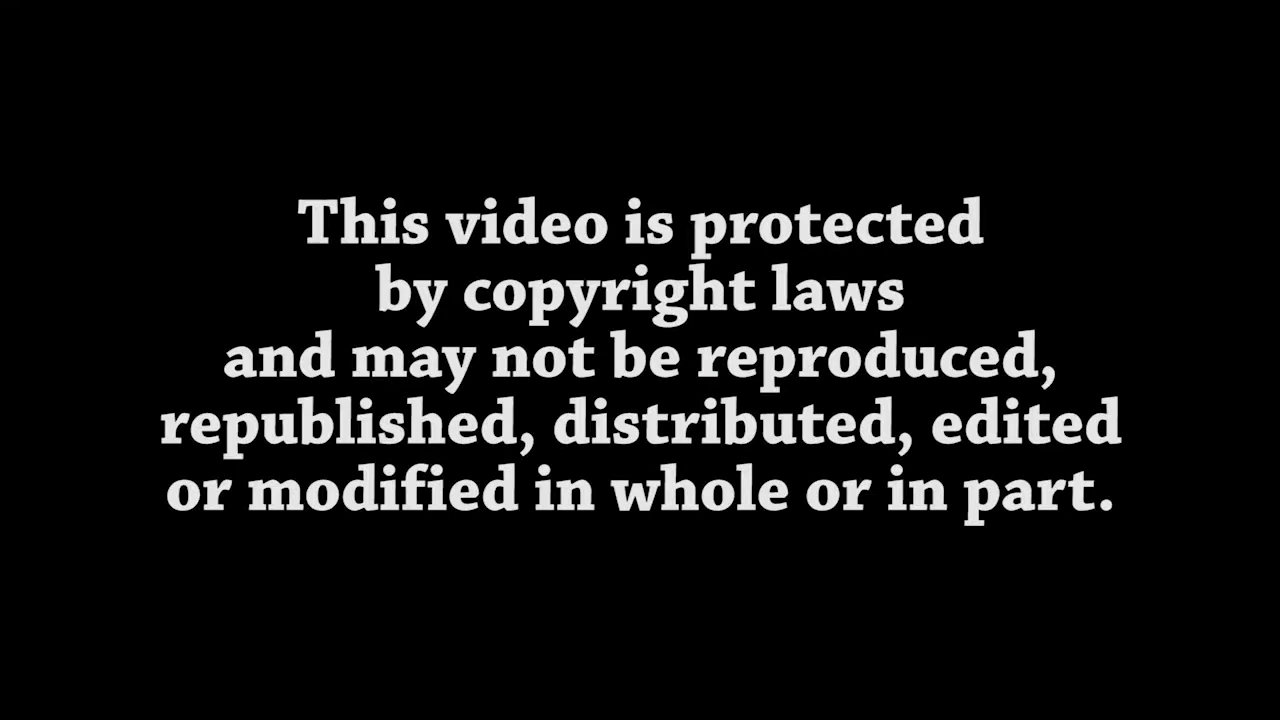 This video is protected
by copyright laws
and may not be reproduced,
republished, distributed, edited
or modified in whole or in part.